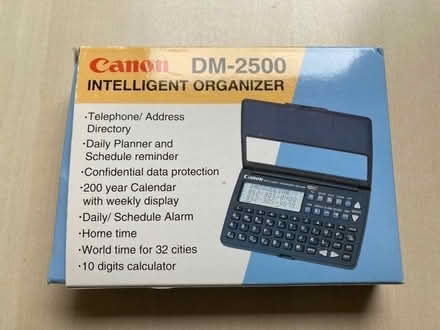 Canon DM-2500
INTELLIGENT ORGANIZER
·Telephone/ Address
Directory
·Daily Planner and
Schedule reminder
·Confidential data protection
·200 year Calendar
with weekly display
·Daily/ Schedule Alarm
·Home time
·World time for 32 cities
·10 digits calculator
Canon